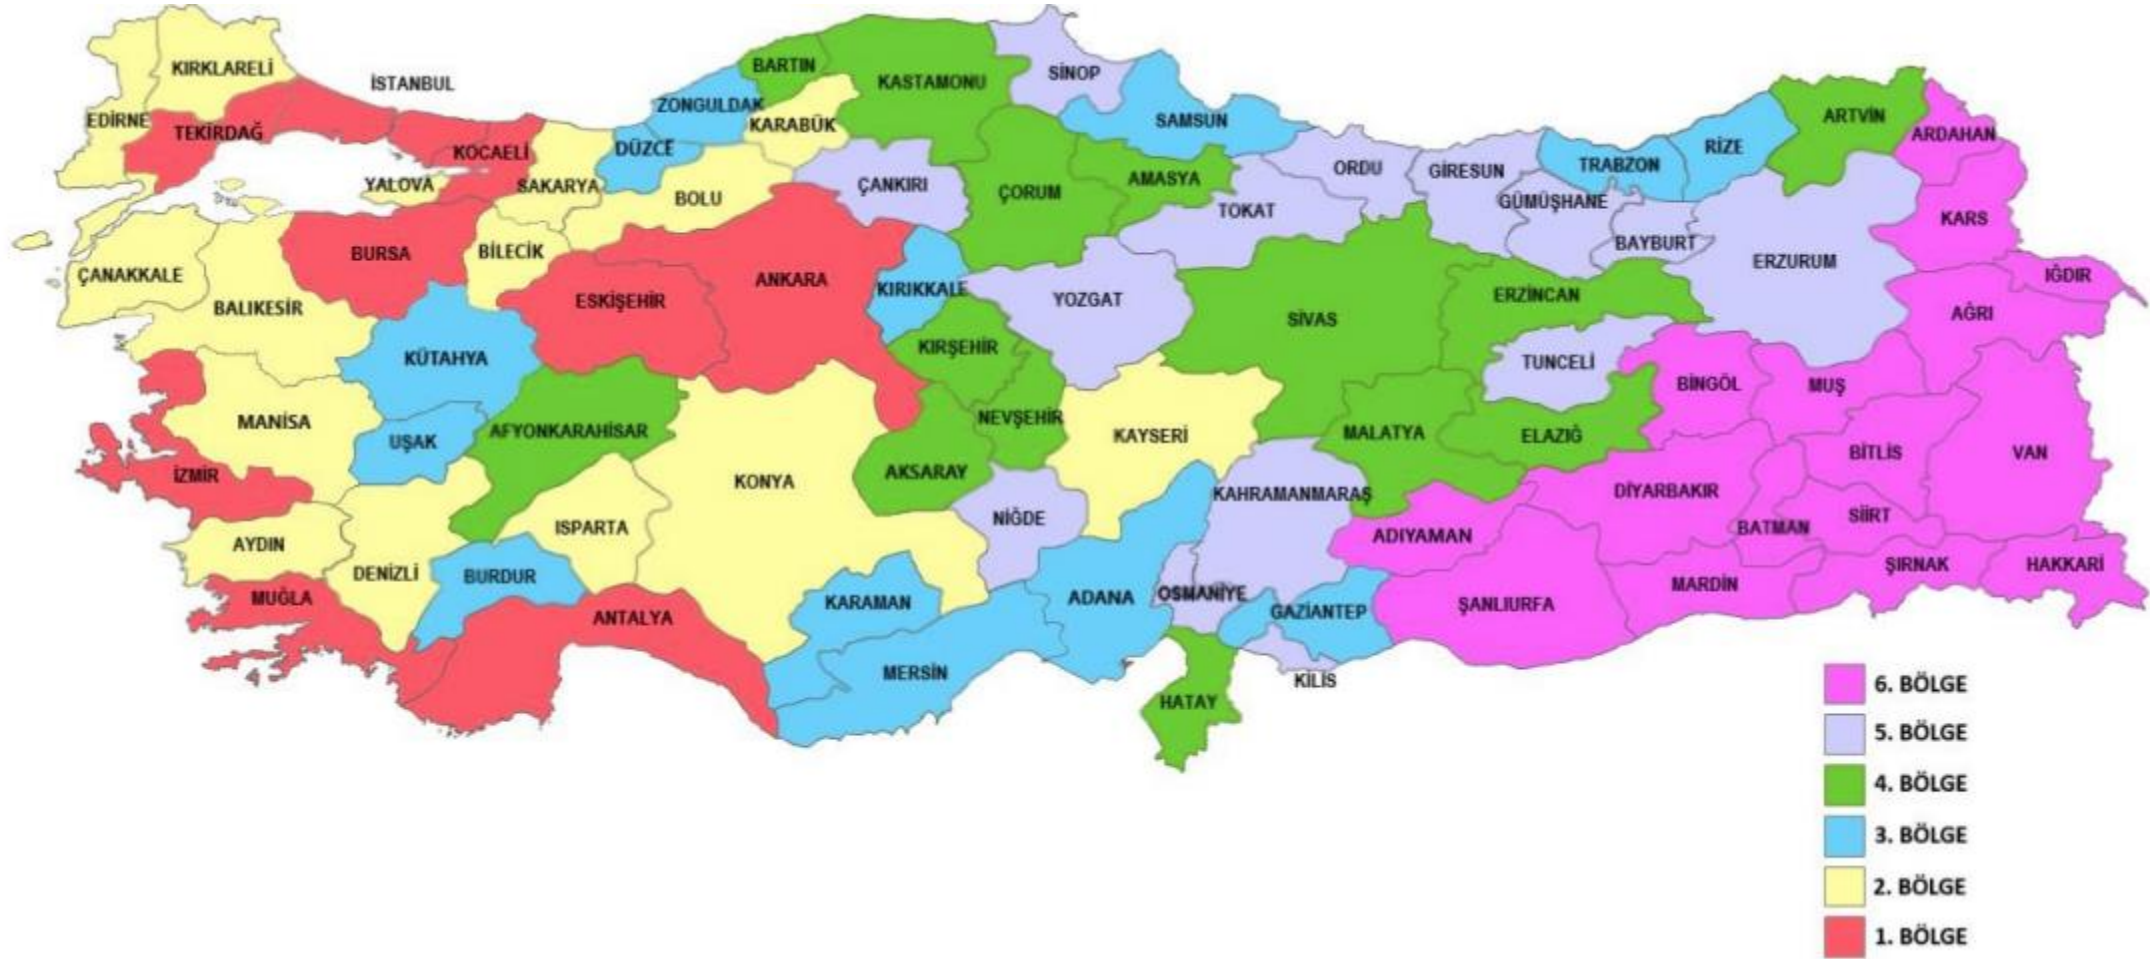 KIRKLARELİ
İSTANBUL
EDİRNE
TEKİRDAĞ
KOCAELİ
YALOVA
SAKARYA
DÜZCE
ZONGULDAK
BARTIN
KARABÜK
KASTAMONU
SİNOP
SAMSUN
BOLU
ÇANKIRI
ÇORUM
AMASYA
TOKAT
ORDU
GİRESUN
GÜMÜŞHANE
TRABZON
RİZE
ARTVİN
ARDAHAN
KARS
BAYBURT
ERZURUM
IĞDIR
AĞRI
ÇANAKKALE
BALIKESİR
BURSA
BİLECİK
ESKİŞEHİR
ANKARA
KIRIKKALE
YOZGAT
SİVAS
ERZİNCAN
TUNCELİ
BİNGÖL
MUŞ
KÜTAHYA
KIRŞEHİR
NEVŞEHİR
MANİSA
UŞAK
AFYONKARAHİSAR
KAYSERİ
MALATYA
ELAZIĞ
BİTLİS
VAN
İZMİR
KONYA
AKSARAY
NİĞDE
KAHRAMANMARAŞ
ADIYAMAN
DİYARBAKIR
BATMAN
SİİRT
ŞIRNAK
HAKKARİ
AYDIN
DENİZLİ
ISPARTA
BURDUR
MUĞLA
ANTALYA
KARAMAN
MERSİN
ADANA
OSMANİYE
GAZİANTEP
KİLİS
ŞANLIURFA
MARDİN
HATAY
6. BÖLGE
5. BÖLGE
4. BÖLGE
3. BÖLGE
2. BÖLGE
1. BÖLGE